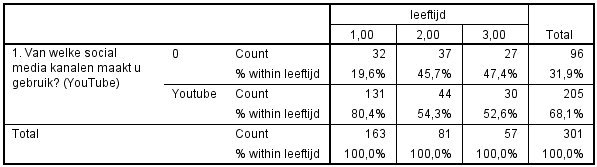 leeftijd
1,00 2,00 3,00 Total
1. Van welke social media kanalen maakt u gebruik? (YouTube) 0 Count 32 37 27 96
% within leeftijd 19,6% 45,7% 47,4% 31,9%
Youtube Count 131 44 30 205
% within leeftijd 80,4% 54,3% 52,6% 68,1%
Total Count 163 81 57 301
% within leeftijd 100,0% 100,0% 100,0% 100,0%